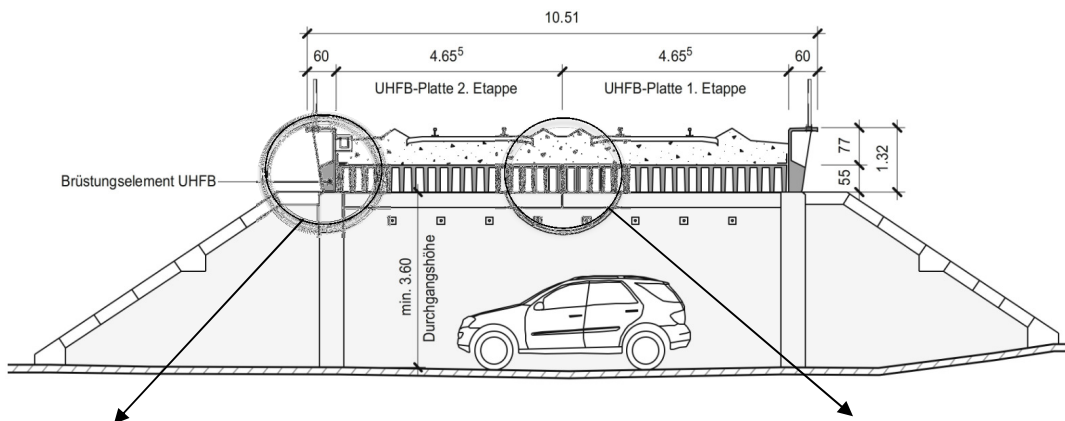 10.51
60 4.65⁵ 4.65⁵ 60
UHFB-Platte 2. Etappe UHFB-Platte 1. Etappe
77
1.32
55
Brüstungselement UHFB
min. 3.60
Durchgangshöhe